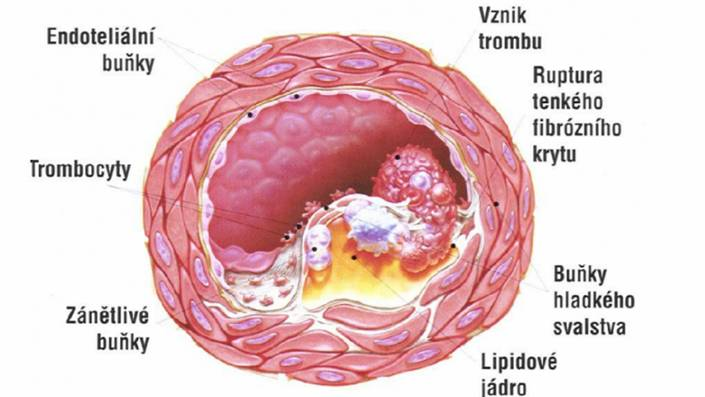 Endoteliální
buňky
Vznik
trombu
Ruptura
tenkého
fibrózního
krytu
Trombocyty
Zánětlivé
buňky
Buňky
hladkého
svalstva
Lipidové
jádro